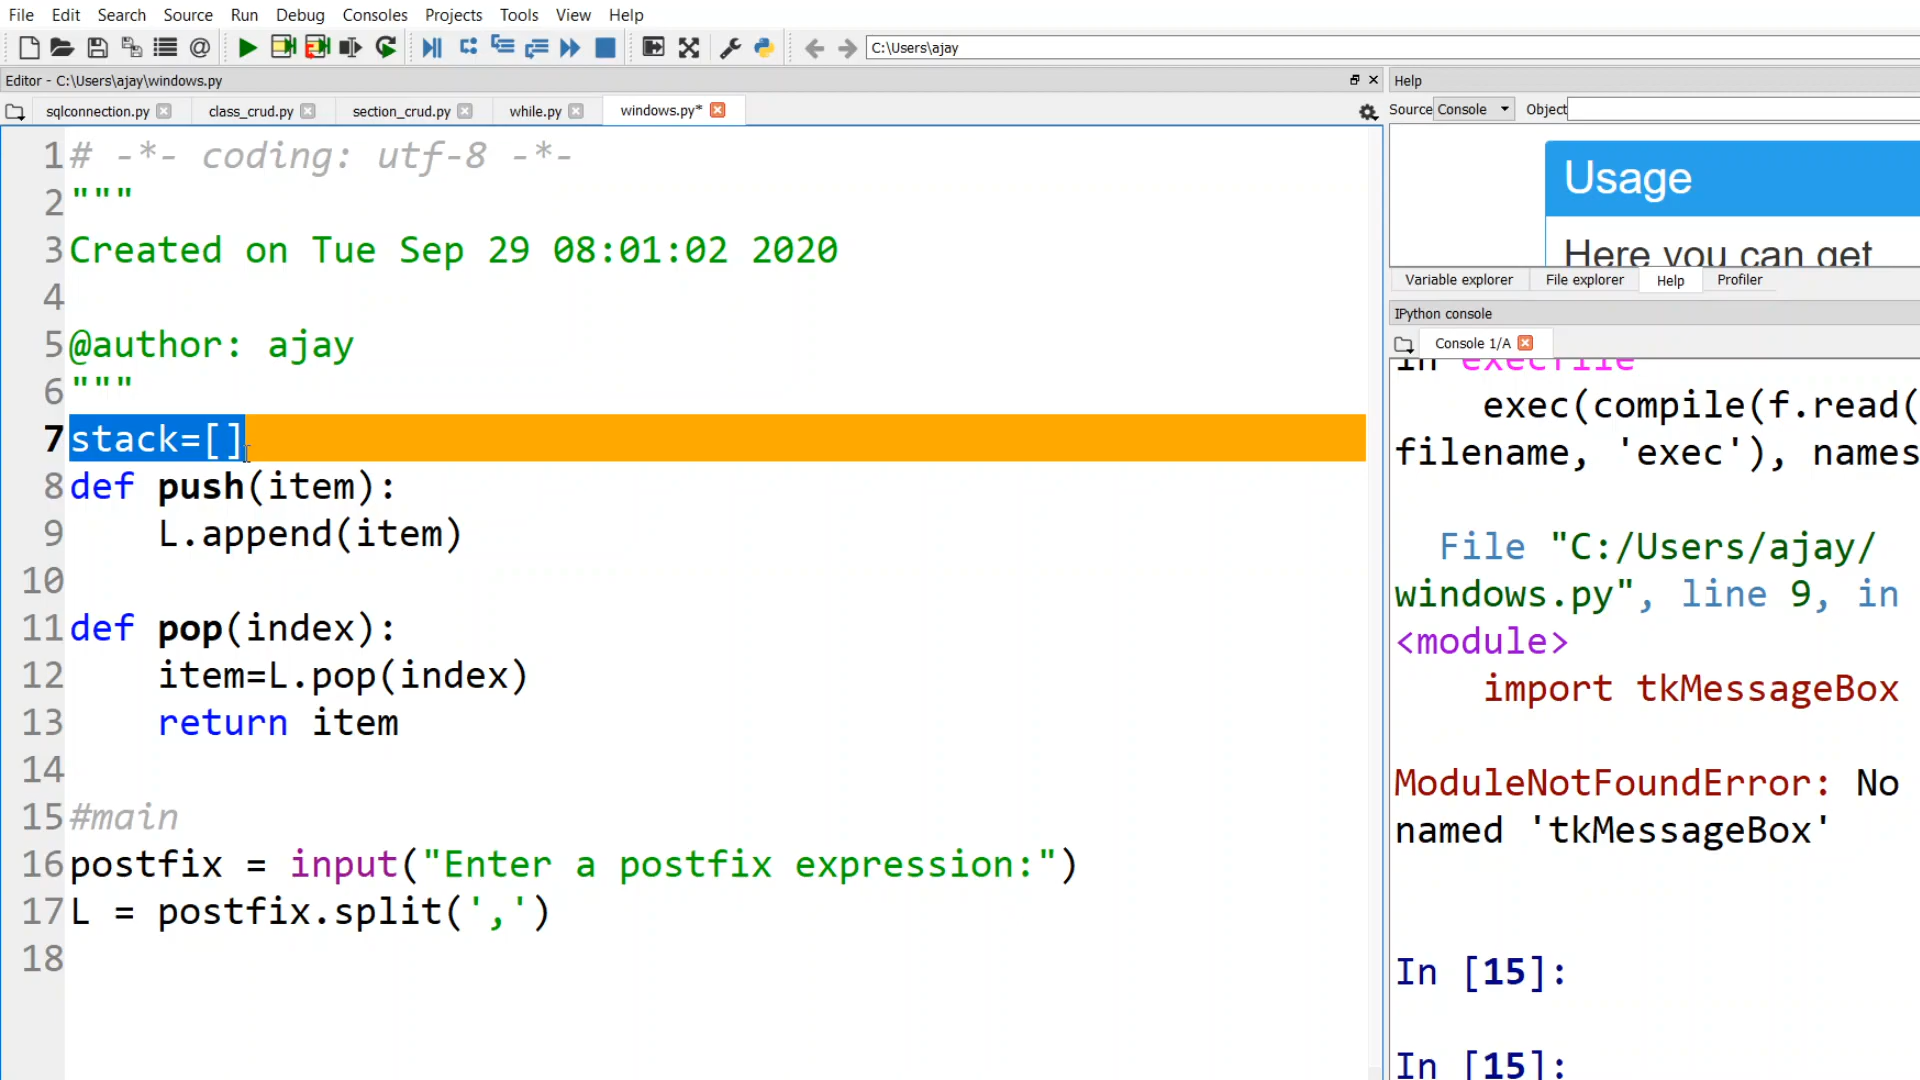 File Edit Search Source Run Debug Consoles Projects Tools View Help
C:\Users\ajay
Editor - C:\Users\ajay\windows.py
Help
sqlconnection.py class_crud.py section_crud.py while.py windows.py*
Source Console Object
1 # -*- coding: utf-8 -*-
2 """
3 Created on Tue Sep 29 08:01:02 2020
4
5 @author: ajay
6 """
7 stack=[]
8 def push(item):
9 L.append(item)
10
11 def pop(index):
12 item=L.pop(index)
13 return item
14
15 #main
16 postfix = input("Enter a postfix expression:")
17 L = postfix.split(',')
18
Usage
Here you can get
Variable explorer File explorer Help Profiler
IPython console
Console 1/A
in execfile
exec(compile(f.read(
filename, 'exec'), names
File "C:/Users/ajay/
windows.py", line 9, in
<module>
import tkMessageBox
ModuleNotFoundError: No
named 'tkMessageBox'
In [15]:
In [15]: